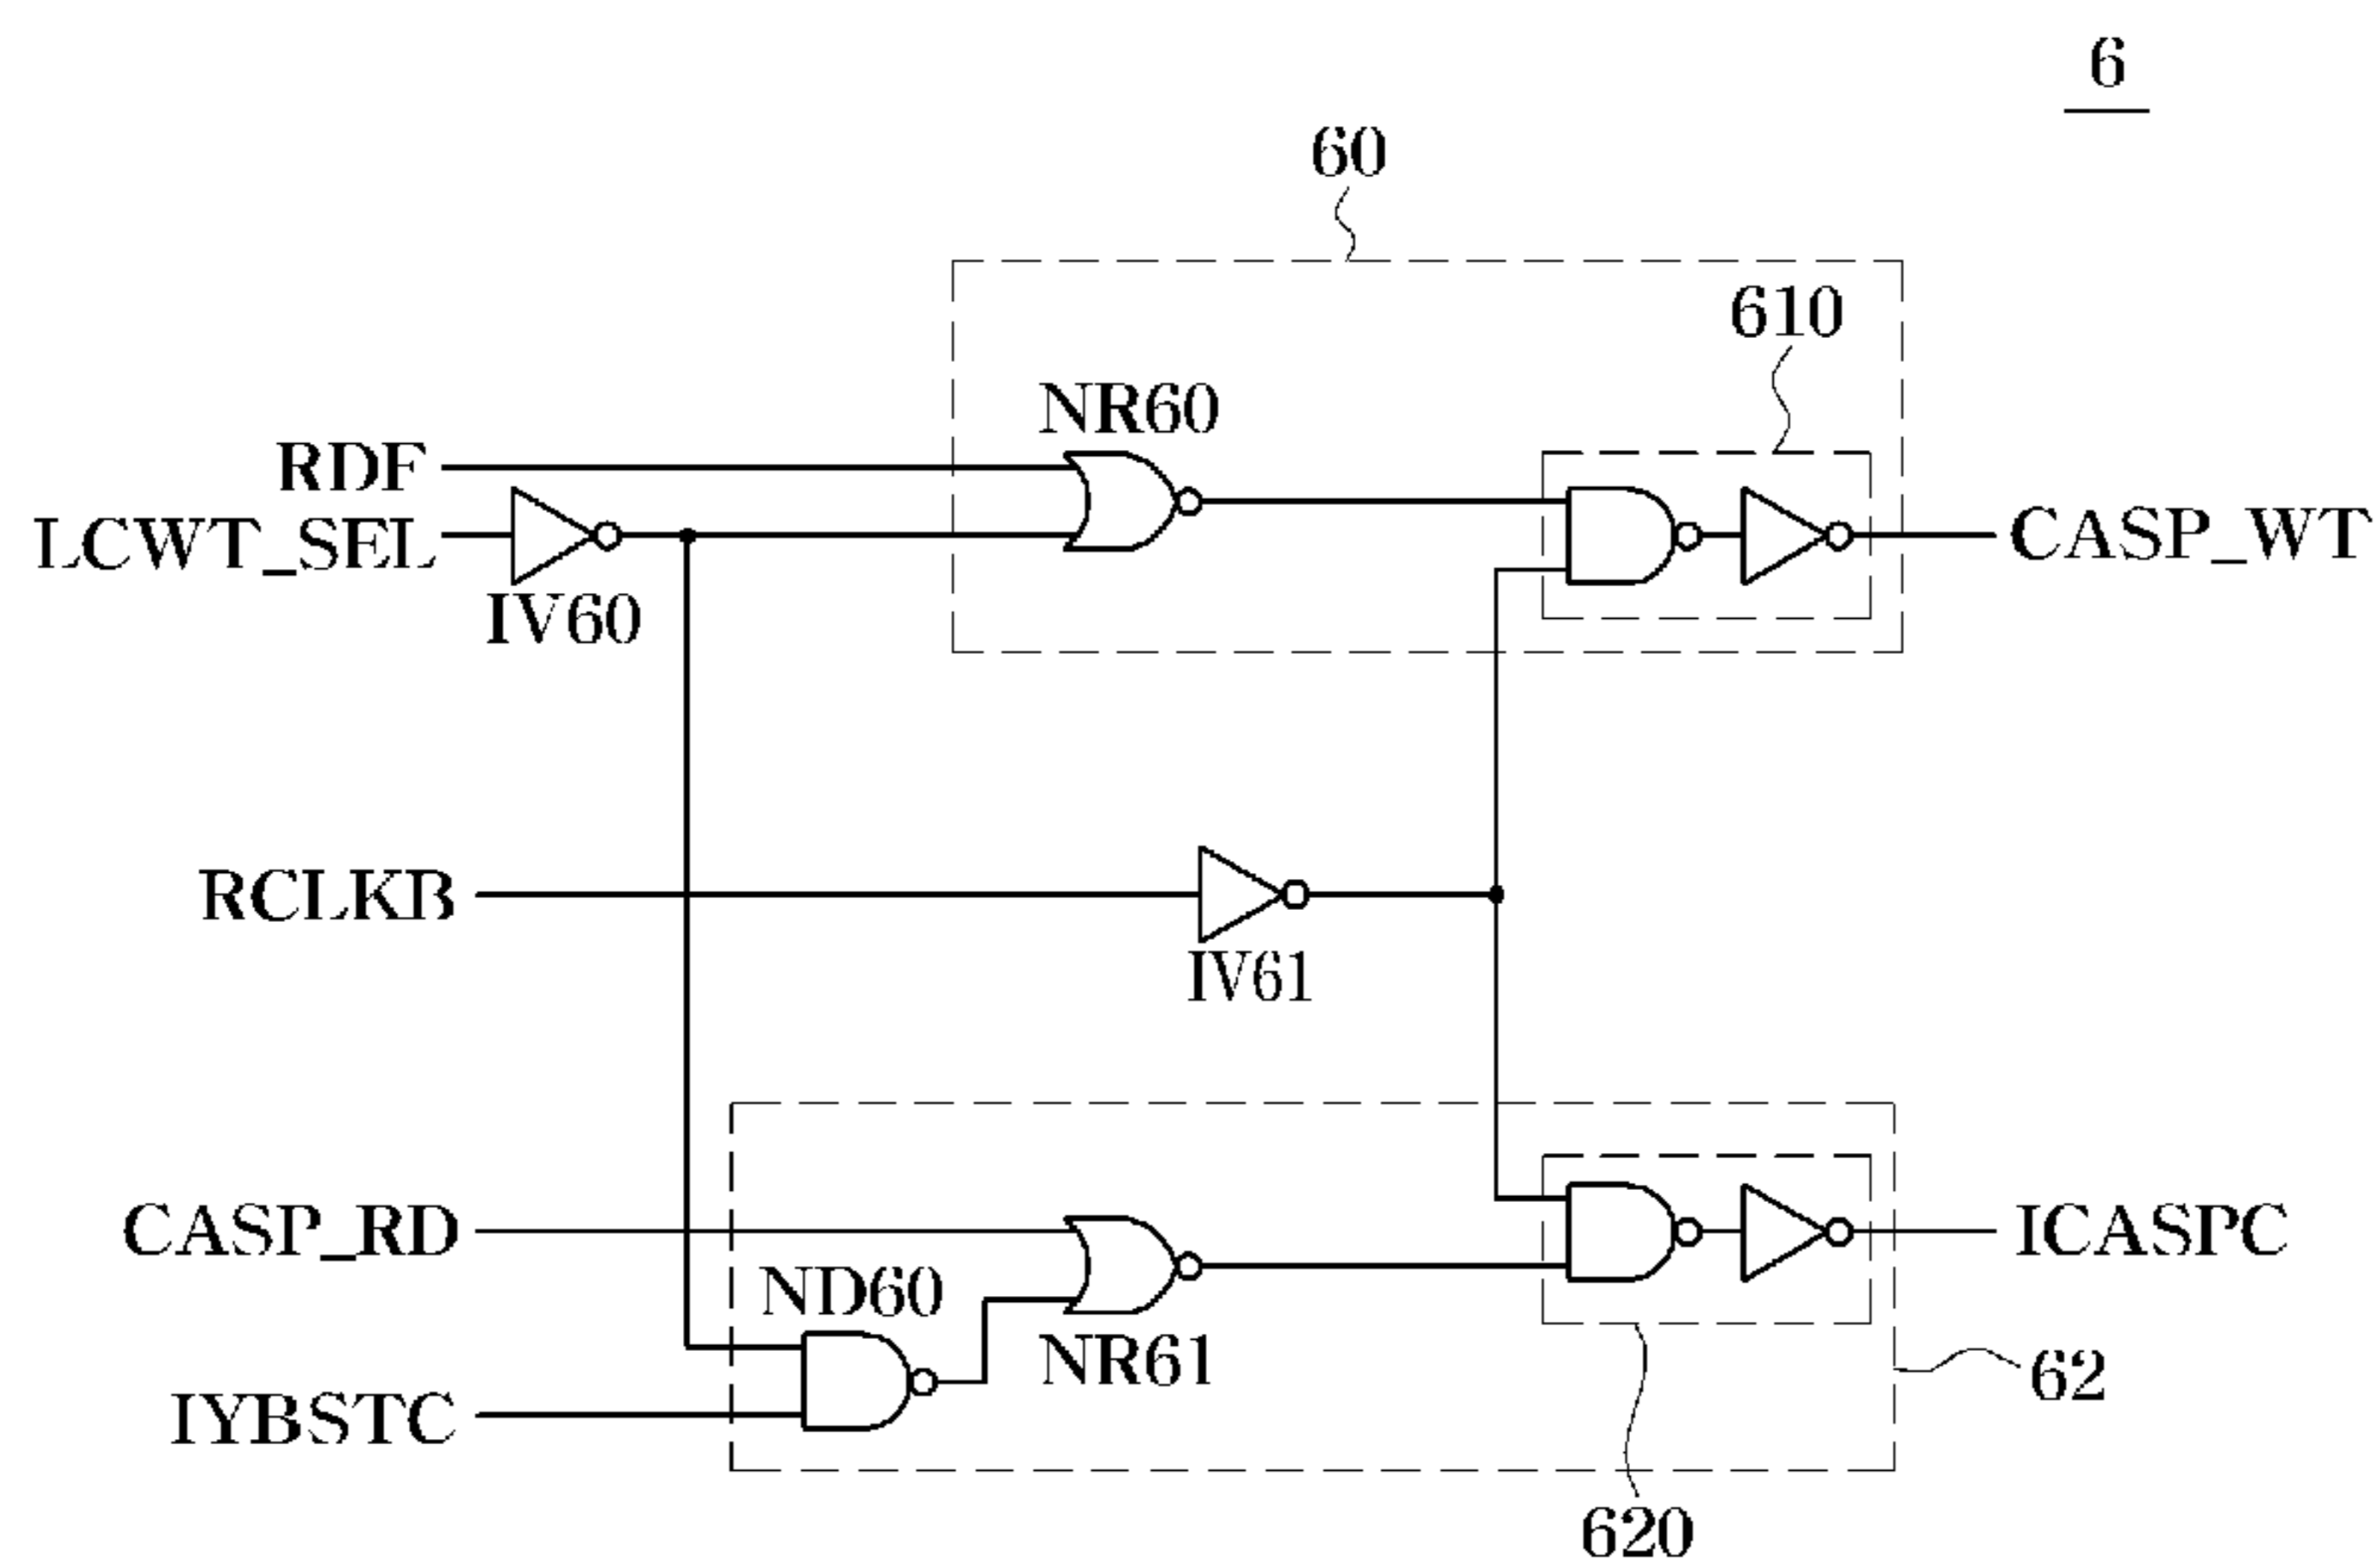 6
60
610
NR60
RDF
LCWT_SEL
CASP_WT
IV60
RCLKB
IV61
CASP_RD
ICASPC
ND60
NR61
62
IYBSTC
620